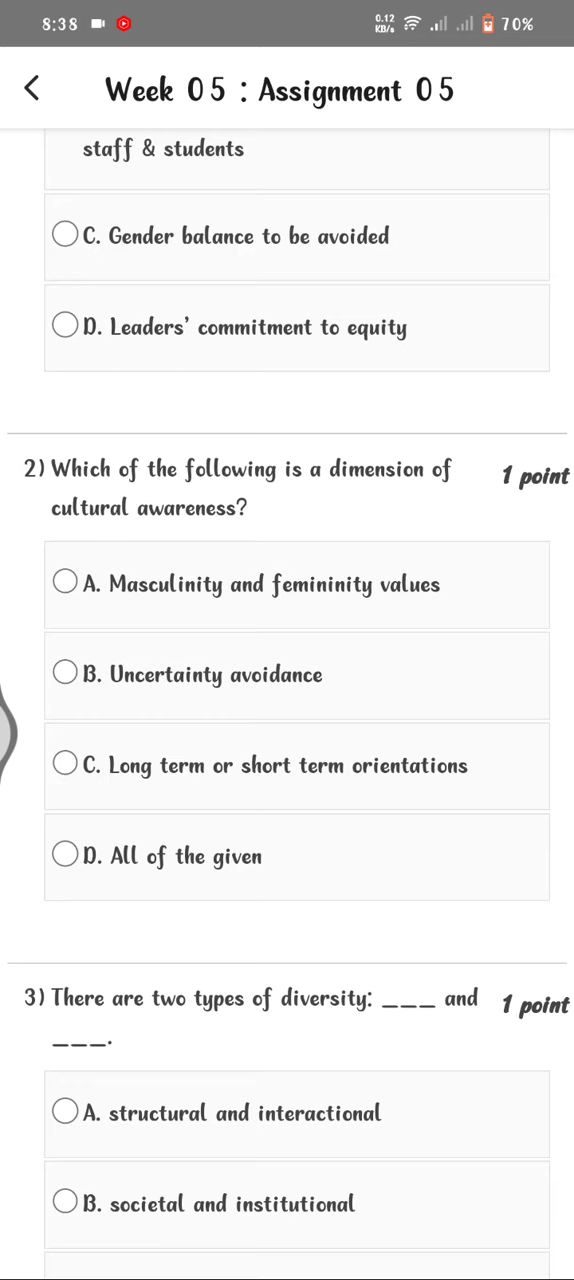 8:38
0.12
KB/s
70%
Week 05 : Assignment 05
staff & students
C. Gender balance to be avoided
D. Leaders' commitment to equity
2) Which of the following is a dimension of
1 point
cultural awareness?
A. Masculinity and femininity values
B. Uncertainty avoidance
C. Long term or short term orientations
D. All of the given
3) There are two types of diversity: ___ and
1 point
___.
A. structural and interactional
B. societal and institutional